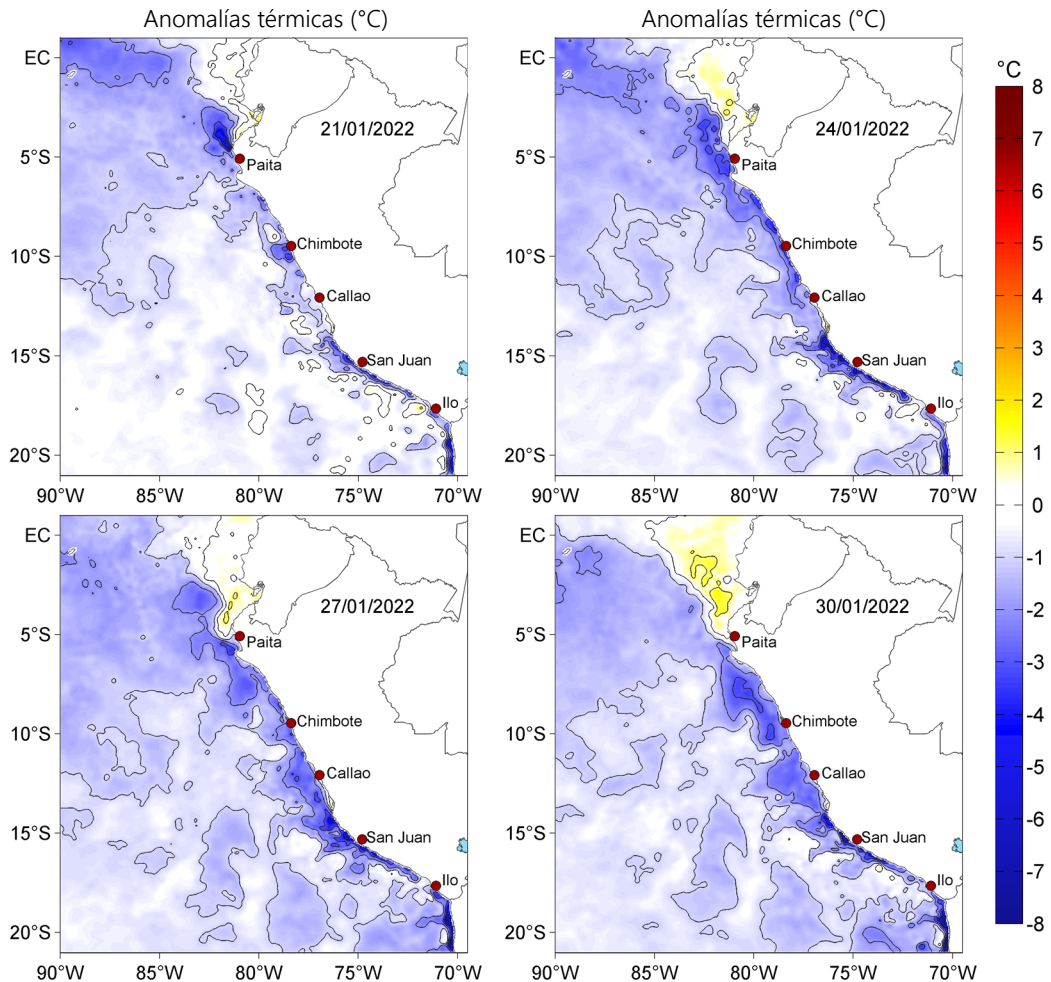 Anomalías térmicas (°C)
Anomalías térmicas (°C)
EC
5°S
10°S
15°S
20°S
90°W
85°W
80°W
75°W
70°W
21/01/2022
Paita
Chimbote
Callao
San Juan
Ilo
EC
5°S
10°S
15°S
20°S
90°W
85°W
80°W
75°W
70°W
24/01/2022
Paita
Chimbote
Callao
San Juan
Ilo
EC
5°S
10°S
15°S
20°S
90°W
85°W
80°W
75°W
70°W
27/01/2022
Paita
Chimbote
Callao
San Juan
Ilo
EC
5°S
10°S
15°S
20°S
90°W
85°W
80°W
75°W
70°W
30/01/2022
Paita
Chimbote
Callao
San Juan
Ilo
°C
8
7
6
5
4
3
2
1
0
-1
-2
-3
-4
-5
-6
-7
-8